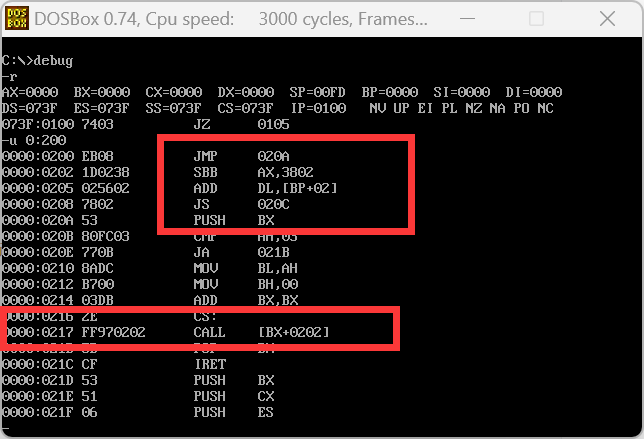 DOS BOX DOSBox 0.74, Cpu speed: 3000 cycles, Frames...
C:\>debug
-r
AX=0000 BX=0000 CX=0000 DX=0000 SP=00FD BP=0000 SI=0000 DI=0000
DS=073F ES=073F SS=073F CS=073F IP=0100 NV UP EI PL NZ NA PO NC
073F:0100 7403 JZ 0105
-u 0:200
0000:0200 EB08 JMP 020A
0000:0202 1D0238 SBB AX,3802
0000:0205 025602 ADD DL,[BP+02]
0000:0208 7802 JS 020C
0000:020A 53 PUSH BX
0000:020B 80FC03 CMP AH,03
0000:020E 770B JA 021B
0000:0210 8ADC MOV BL,AH
0000:0212 B700 MOV BH,00
0000:0214 03DB ADD BX,BX
0000:0216 2E CS:
0000:0217 FF970202 CALL [BX+0202]
0000:021C CF IRET
0000:021D 53 PUSH BX
0000:021E 51 PUSH CX
0000:021F 06 PUSH ES
-